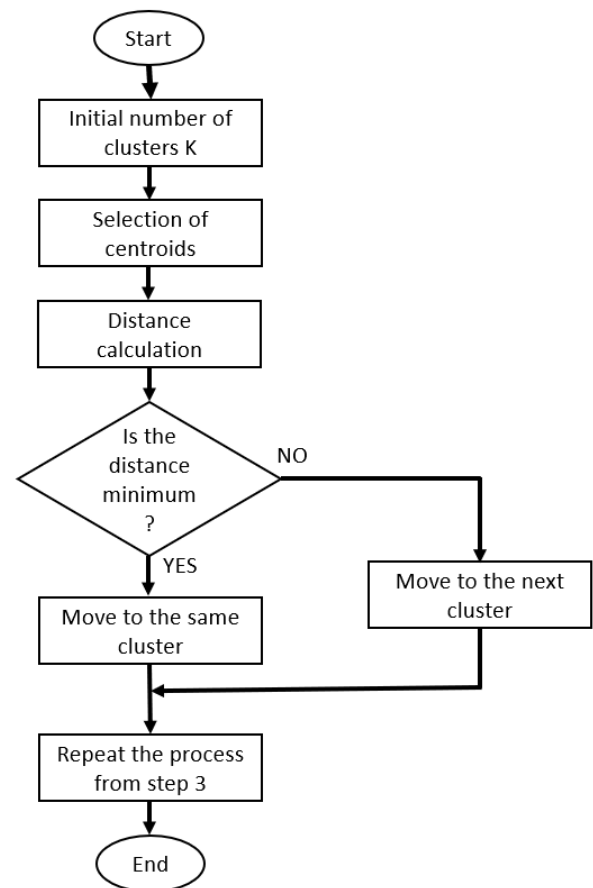 Start
Initial number of
clusters K
Selection of
centroids
Distance
calculation
Is the
distance
minimum
?
NO
YES
Move to the next
cluster
Move to the same
cluster
Repeat the process
from step 3
End